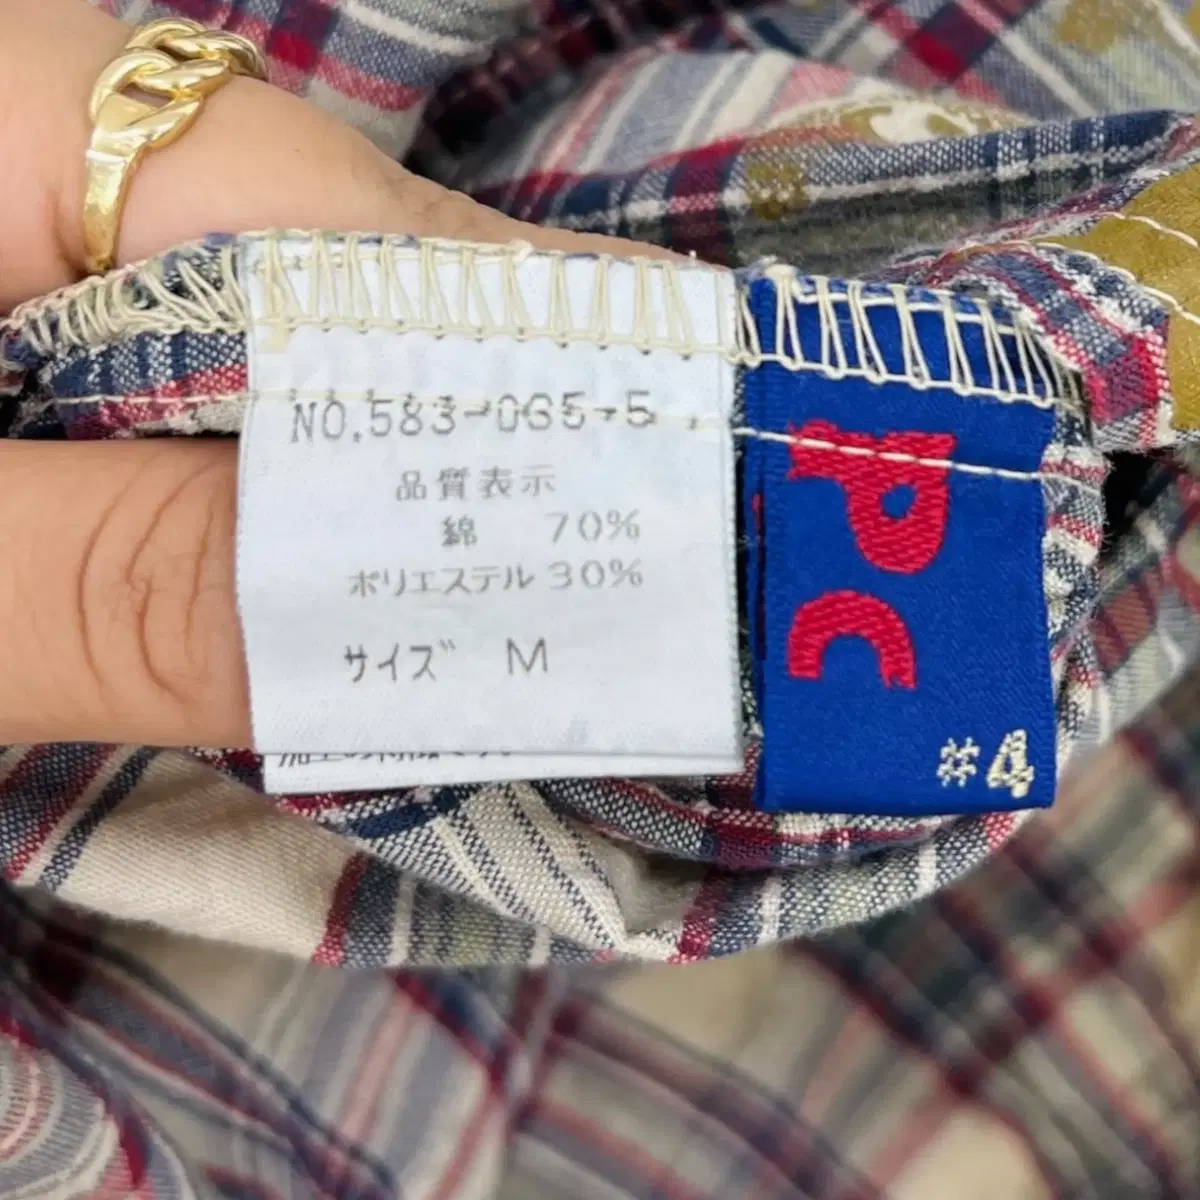 NO.583-065-5
品質表示
綿 70%
ポリエステル 30%
サイズ M
PC
#4